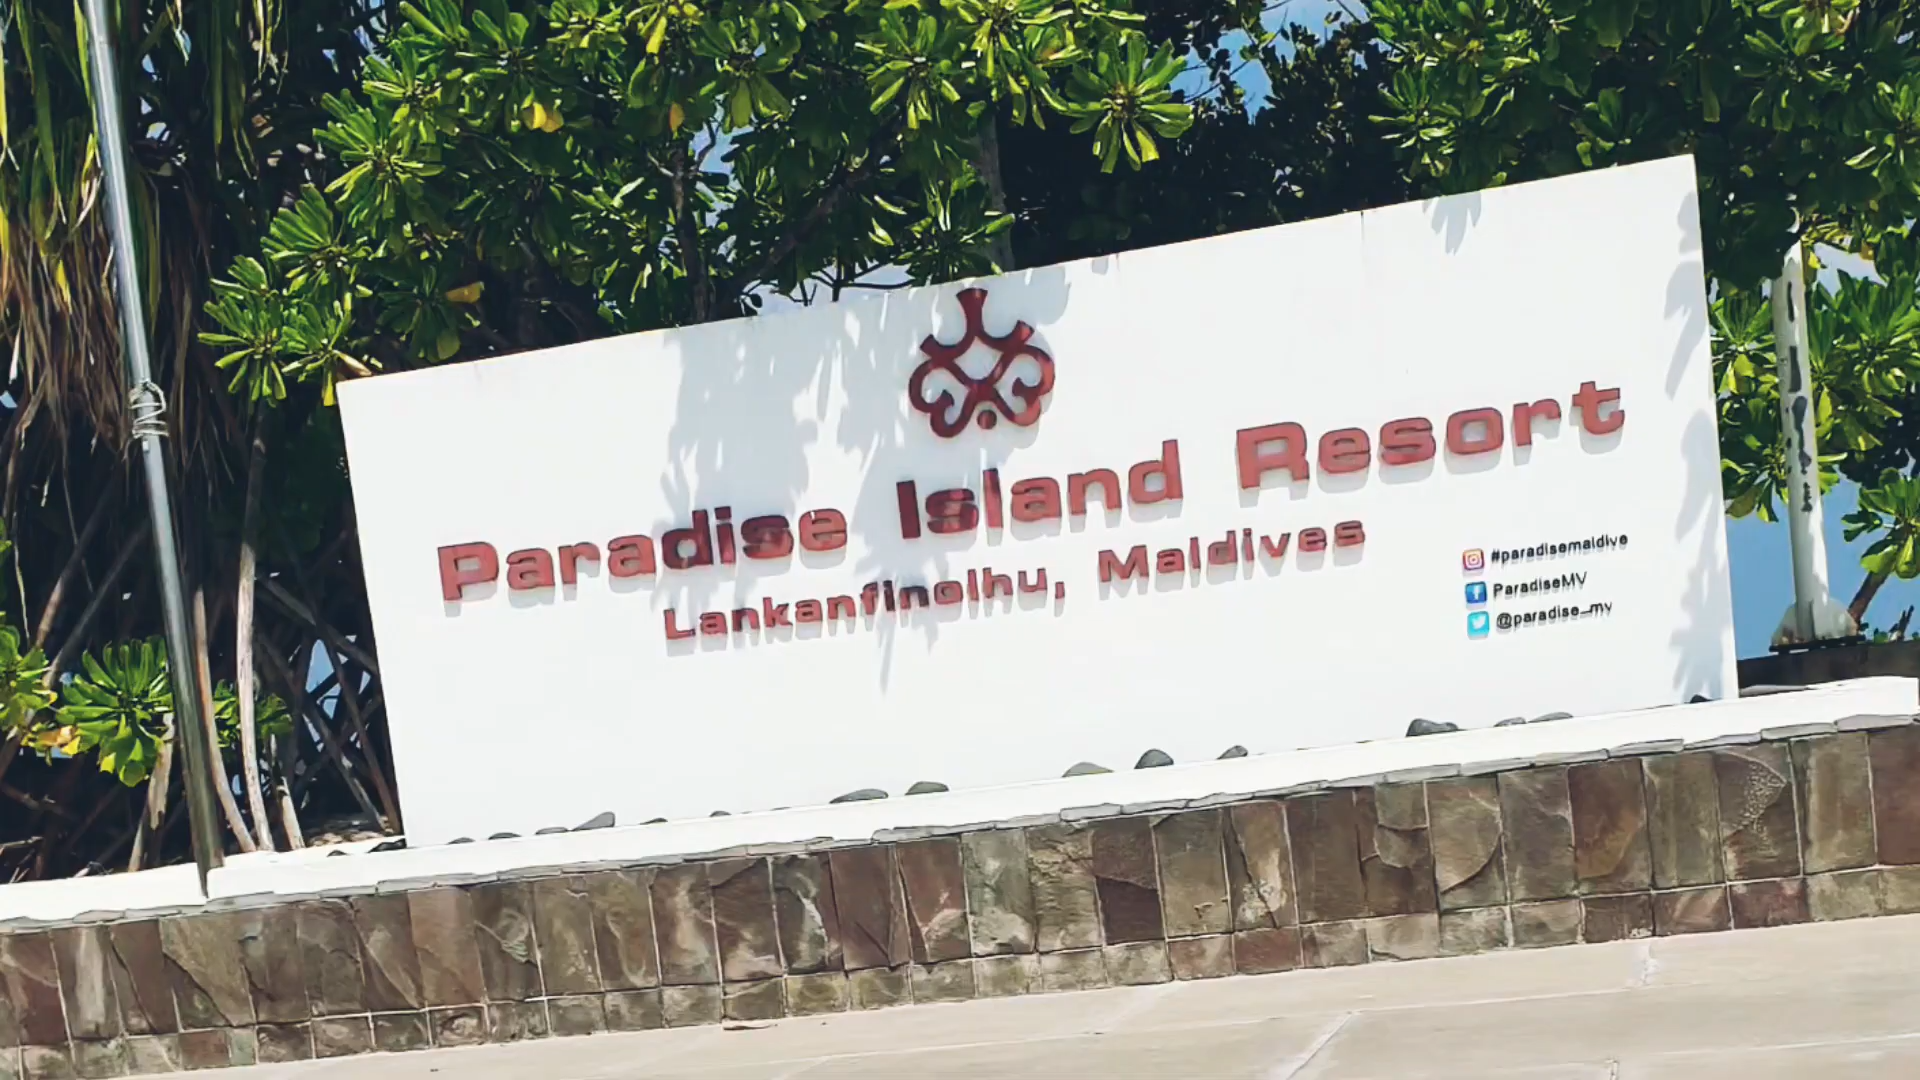 Paradise Island Resort
Lankanfinolhu, Maldives
#paradisemaldive
ParadiseMV
@paradise_mv